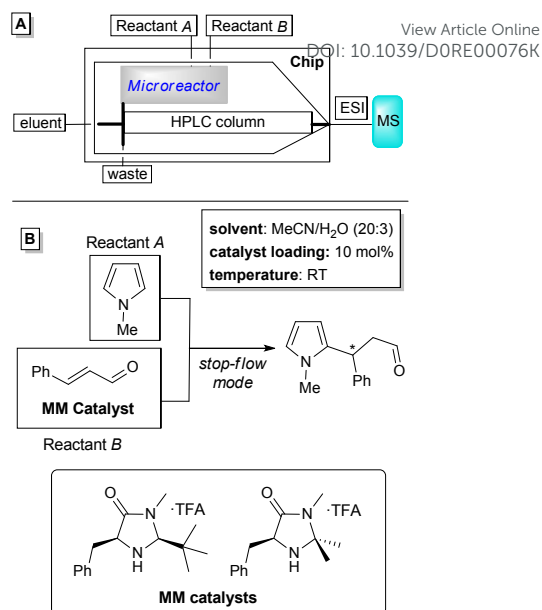 A
View Article Online
DOI: 10.1039/D0RE00076K
Reactant A
Reactant B
Chip
Microreactor
ESI
MS
eluent
HPLC column
waste
B
solvent: MeCN/H2O (20:3)
catalyst loading: 10 mol%
temperature: RT
Reactant A
N
Me
Ph
O
MM Catalyst
Reactant B
stop-flow
mode
*
N
Me
Ph
O
O
N
·TFA
Ph
N
H
O
N
·TFA
Ph
N
H
MM catalysts